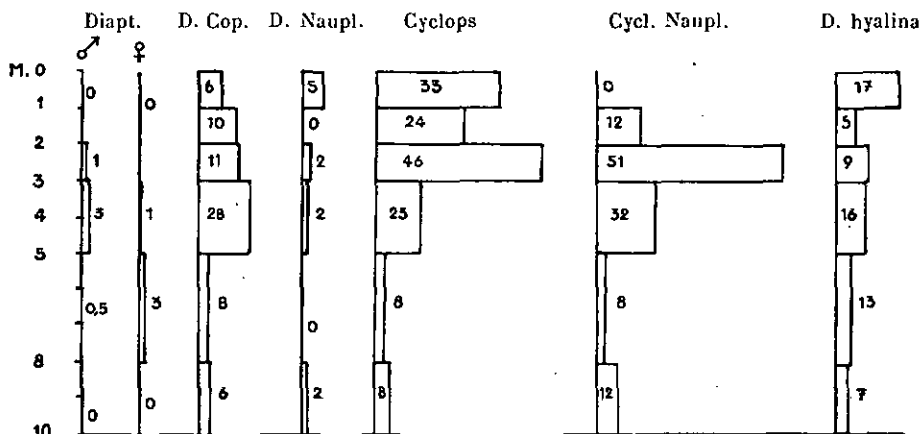 Diapt. D. Cop. D. Naupl. Cyclops Cycl. Naupl. D. hyalina
♂ ♀
M. 0 0 0 6 5 33 0 17
1 10 0 24 12 5
2 1 11 2 46 51 9
3 3 1 28 2 25 32 16
4
5 0,5 3 8 0 8 8 13
8 0 0 6 2 8 12 7
10